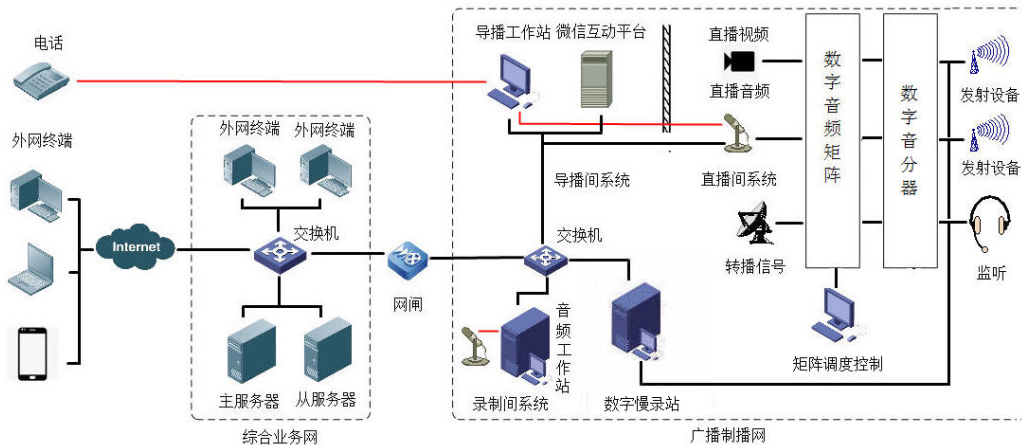 电话
导播工作站 微信互动平台
直播视频
直播音频
数字音频矩阵
数字音分器
发射设备
外网终端
外网终端 外网终端
导播间系统
直播间系统
发射设备
Internet
交换机
网闸
交换机
转播信号
监听
音频工作站
主服务器 从服务器
录制间系统
数字慢录站
矩阵调度控制
综合业务网
广播制播网